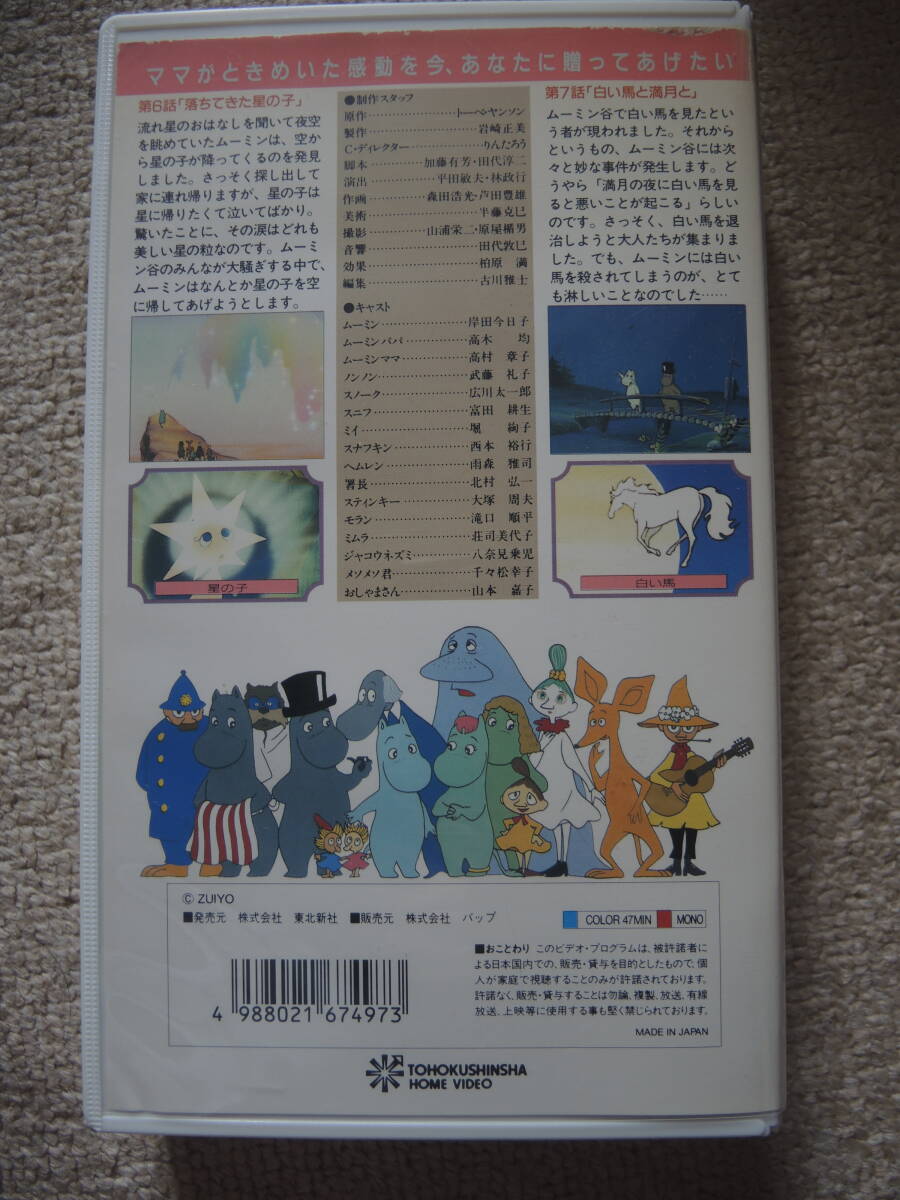 ママがときめいた感動を今、あなたに贈ってあげたい
第6話「落ちてきた星の子」
流れ星のおはなしを聞いて夜空
を眺めていたムーミンは、空か
ら星の子が降ってくるのを発見
しました。さっそく探し出して
家に連れ帰りますが、星の子は
星に帰りたくて泣いてばかり。
驚いたことに、その涙はどれも
美しい星の粒なのです。ムーミ
ン谷のみんなが大騒ぎする中で、
ムーミンはなんとか星の子を空
に帰してあげようとします。
星の子
●制作スタッフ
原作 トーベ・ヤンソン
製作 岩崎正美
C・ディレクター りんたろう
脚本 加藤有芳・田代淳二
演出 平田敏夫・林政行
作画 森田浩光・芦田豊雄
美術 半藤克巳
撮影 山浦栄二・原屋楯男
音響 田代敦巳
効果 柏原 満
編集 古川雅士
●キャスト
ムーミン 岸田今日子
ムーミンパパ 高木 均
ムーミンママ 高村 章子
ノンノン 武藤 礼子
スノーク 広川太一郎
スニフ 富田 耕生
ミイ 堀 絢子
スナフキン 西本 裕行
ヘムレン 雨森 雅司
署長 北村 弘一
スティンキー 大塚 周夫
モラン 滝口 順平
ミムラ 荘司美代子
ジャコウネズミ 八奈見乗児
メソメソ君 千々松幸子
おしゃまさん 山本 嘉子
第7話「白い馬と満月と」
ムーミン谷で白い馬を見たとい
う者が現われました。それから
というもの、ムーミン谷には次
々と妙な事件が発生します。ど
うやら「満月の夜に白い馬を見
ると悪いことが起こる」らしい
のです。さっそく、白い馬を退
治しようと大人たちが集まりま
した。でも、ムーミンには白い
馬を殺されてしまうのが、とて
も淋しいことなのでした……
白い馬
© ZUIYO
■発売元 株式会社 東北新社 ■販売元 株式会社 バップ
COLOR 47MIN MONO
■おことわり このビデオ・プログラムは、被許諾者に
よる日本国内での、販売・貸与を目的としたもので、個
人が家庭で視聴することのみが許諾されております。
許諾なく、販売・貸与することは勿論、複製、放送、有線
放送、上映等に使用する事も堅く禁じられております。
MADE IN JAPAN
4 988021 674973
TOHOKUSHINSHA
HOME VIDEO